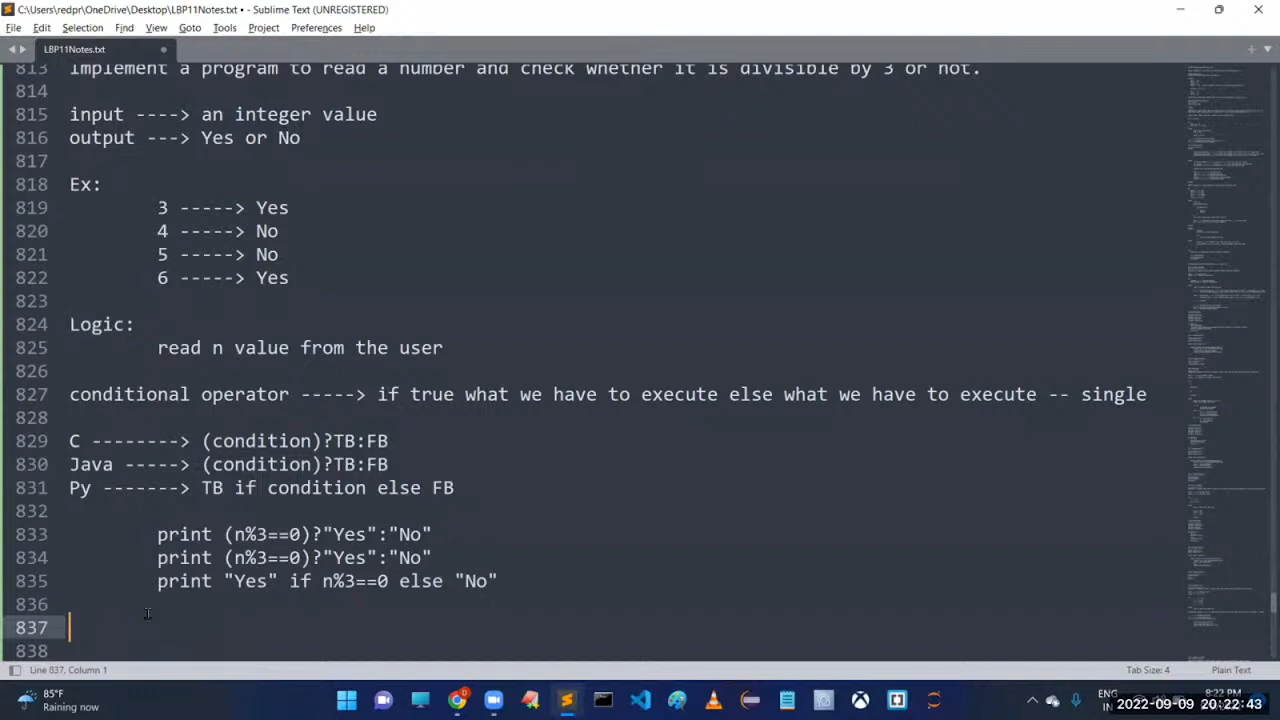 C:\Users\redpr\OneDrive\Desktop\LBP11Notes.txt • - Sublime Text (UNREGISTERED)
File Edit Selection Find View Goto Tools Project Preferences Help
LBP11Notes.txt
813 Implement a program to read a number and check whether it is divisible by 3 or not.
814
815 input ----> an integer value
816 output ---> Yes or No
817
818 Ex:
819 3 -----> Yes
820 4 -----> No
821 5 -----> No
822 6 -----> Yes
823
824 Logic:
825 read n value from the user
826
827 conditional operator -----> if true what we have to execute else what we have to execute -- single
828
829 C --------> (condition)?TB:FB
830 Java -----> (condition)?TB:FB
831 Py -------> TB if condition else FB
832
833 print (n%3==0)?"Yes":"No"
834 print (n%3==0)?"Yes":"No"
835 print "Yes" if n%3==0 else "No"
836
837
838
Line 837, Column 1 Tab Size: 4 Plain Text
85°F
Raining now
ENG
IN
8:22 PM
2022-09-09 20:22:43